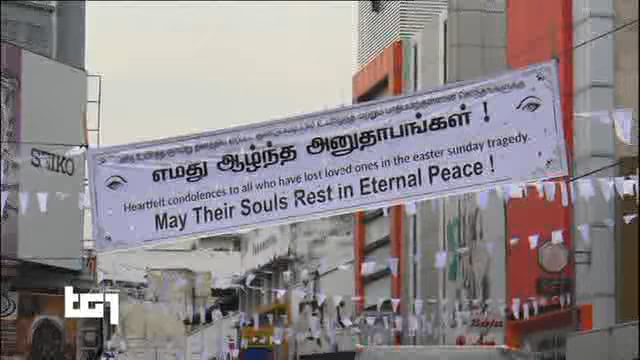 எமது ஆழ்ந்த அனுதாபங்கள் !
Heartfelt condolences to all who have lost loved ones in the easter sunday tragedy.
May Their Souls Rest in Eternal Peace !
SEIKO
TG1